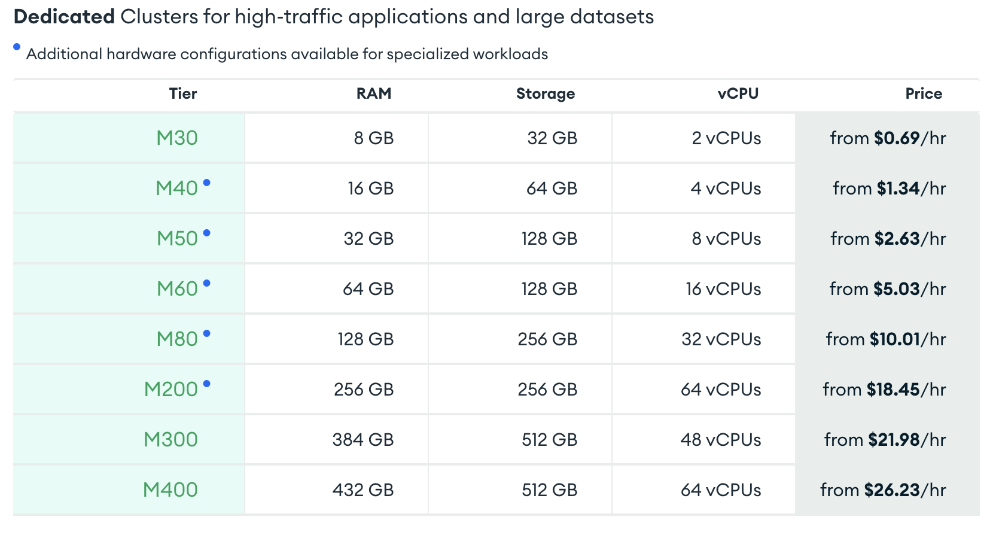 Dedicated Clusters for high-traffic applications and large datasets
Additional hardware configurations available for specialized workloads
Tier RAM Storage vCPU Price
M30 8 GB 32 GB 2 vCPUs from $0.69/hr
M40 16 GB 64 GB 4 vCPUs from $1.34/hr
M50 32 GB 128 GB 8 vCPUs from $2.63/hr
M60 64 GB 128 GB 16 vCPUs from $5.03/hr
M80 128 GB 256 GB 32 vCPUs from $10.01/hr
M200 256 GB 256 GB 64 vCPUs from $18.45/hr
M300 384 GB 512 GB 48 vCPUs from $21.98/hr
M400 432 GB 512 GB 64 vCPUs from $26.23/hr